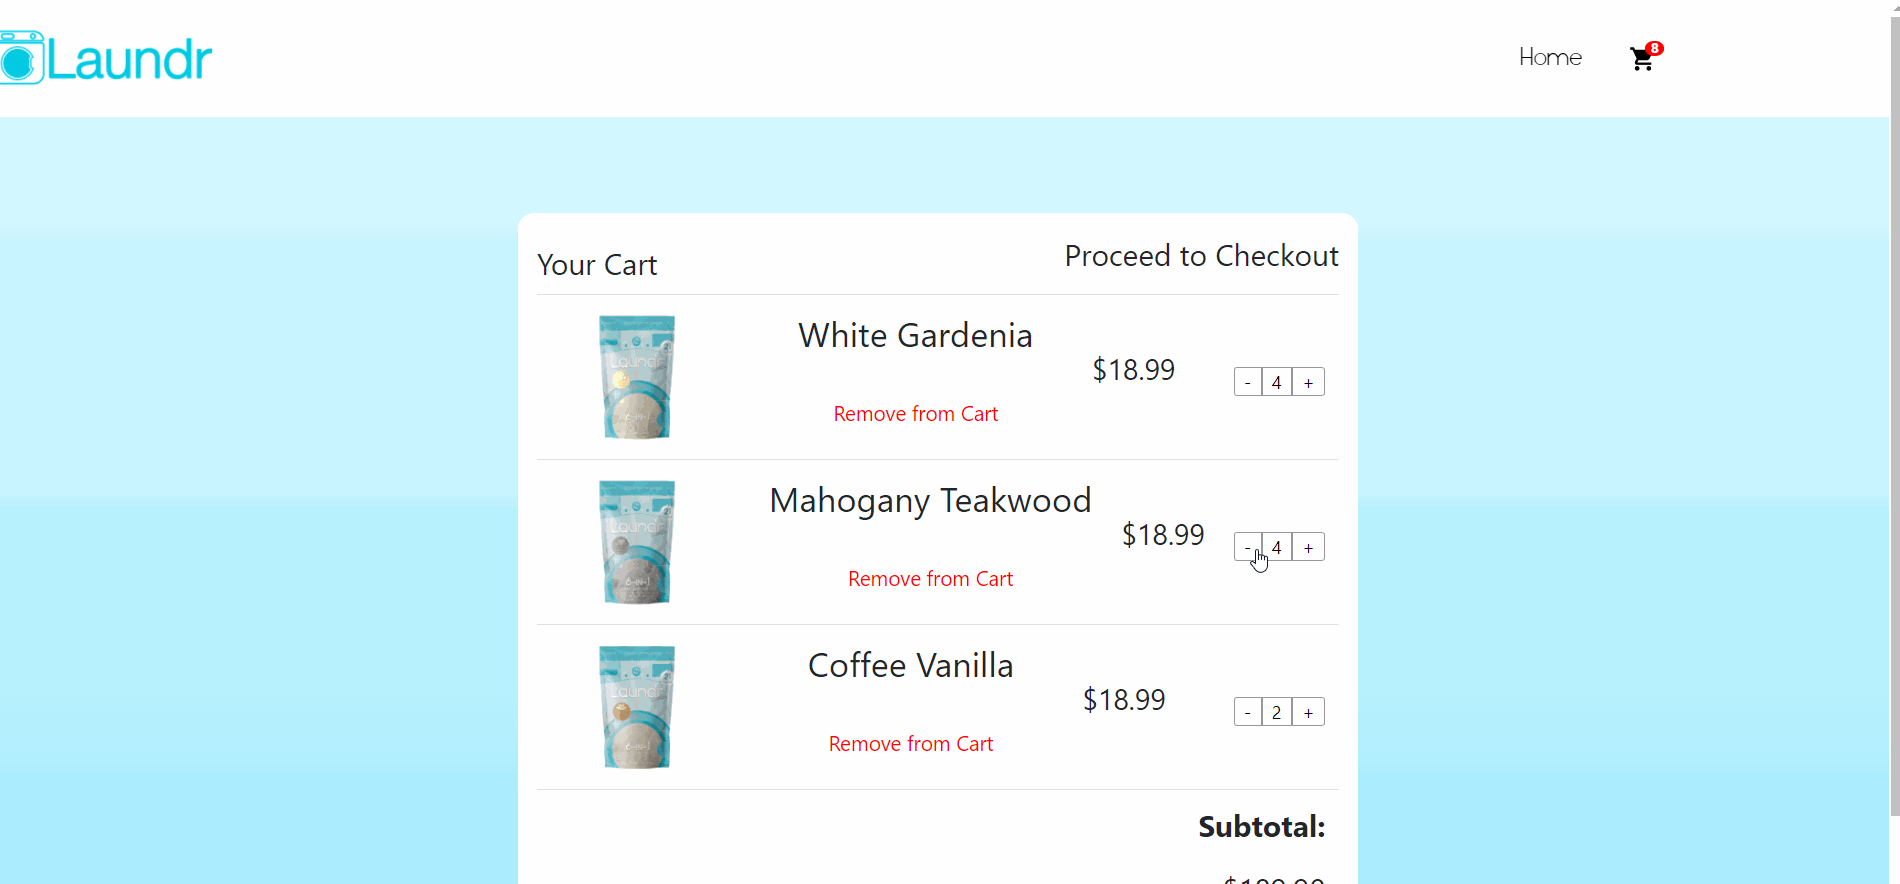 Laundr
Home
8
Your Cart
Proceed to Checkout
White Gardenia
$18.99
- 4 +
Remove from Cart
Laundr
6-IN-1
Mahogany Teakwood
$18.99
- 4 +
Remove from Cart
Laundr
6-IN-1
Coffee Vanilla
$18.99
- 2 +
Remove from Cart
Laundr
6-IN-1
Subtotal: